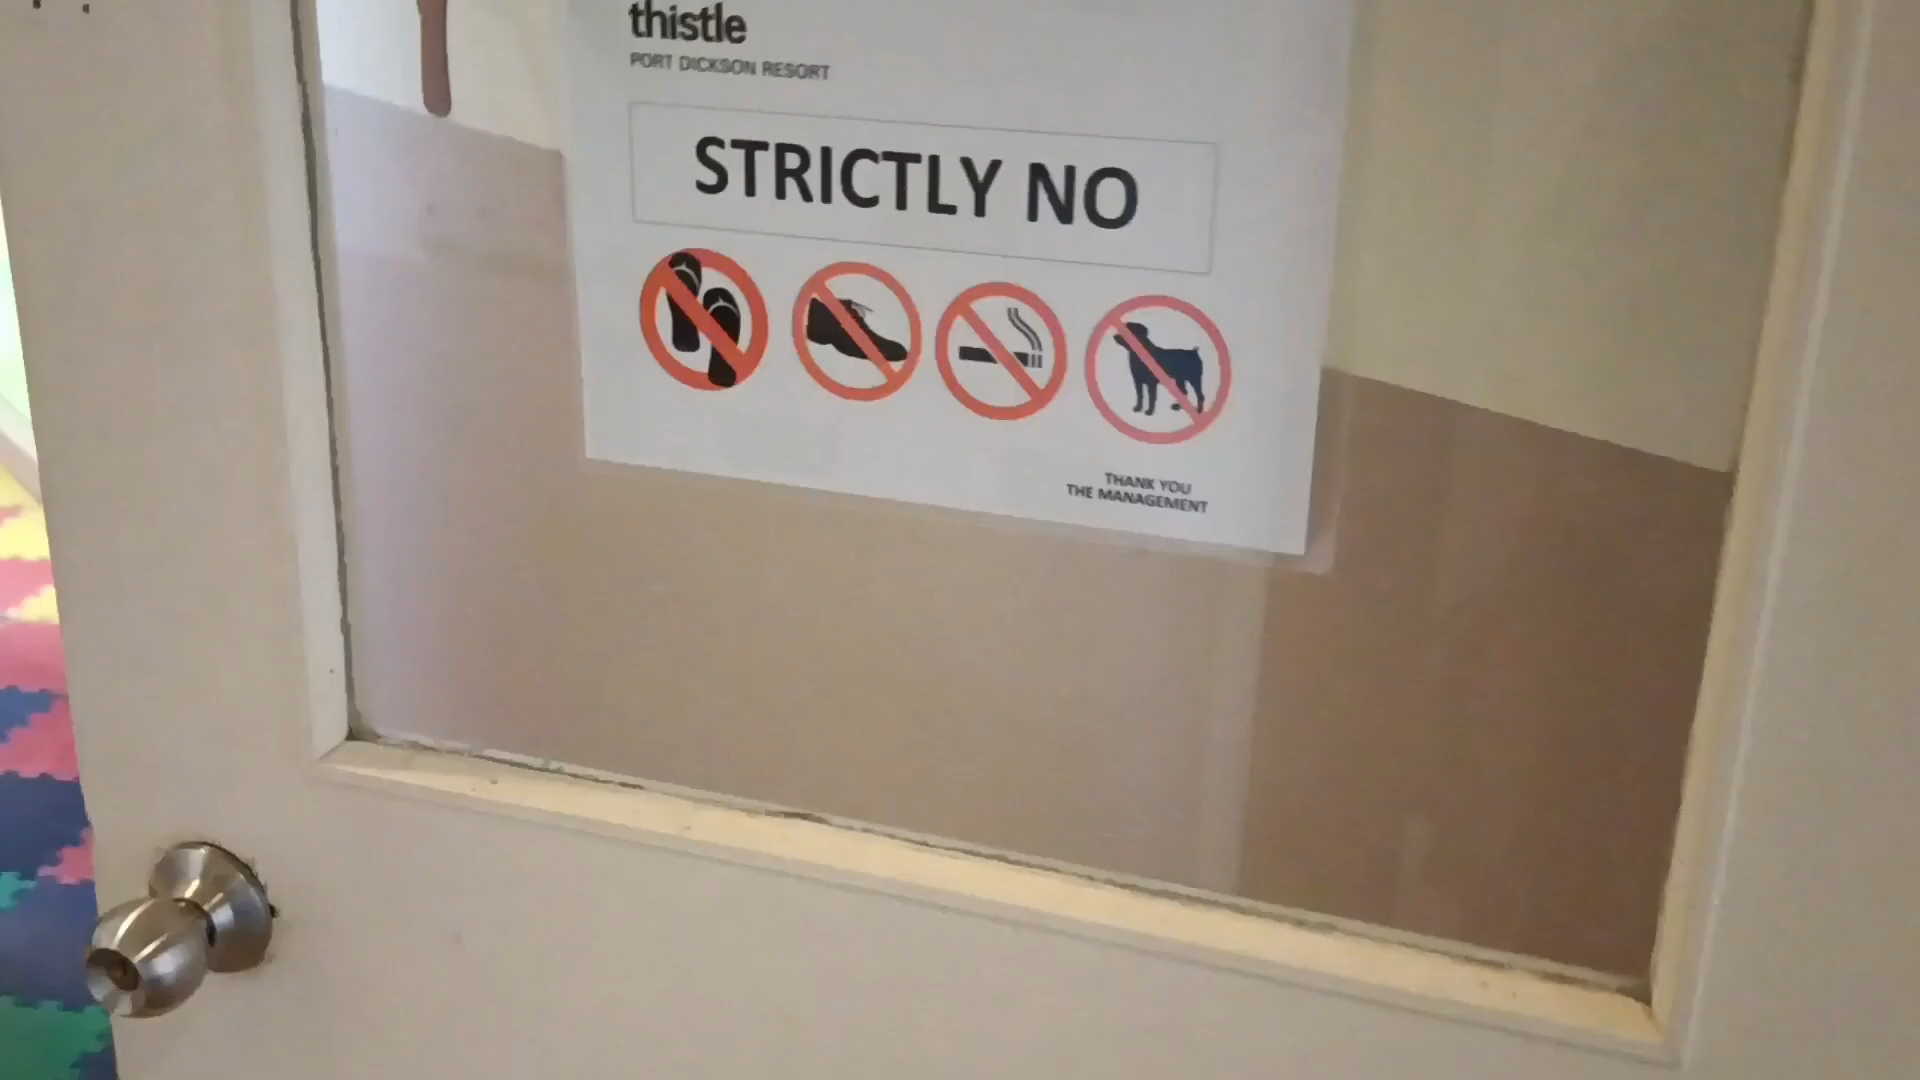 thistle
PORT DICKSON RESORT
STRICTLY NO
THANK YOU
THE MANAGEMENT